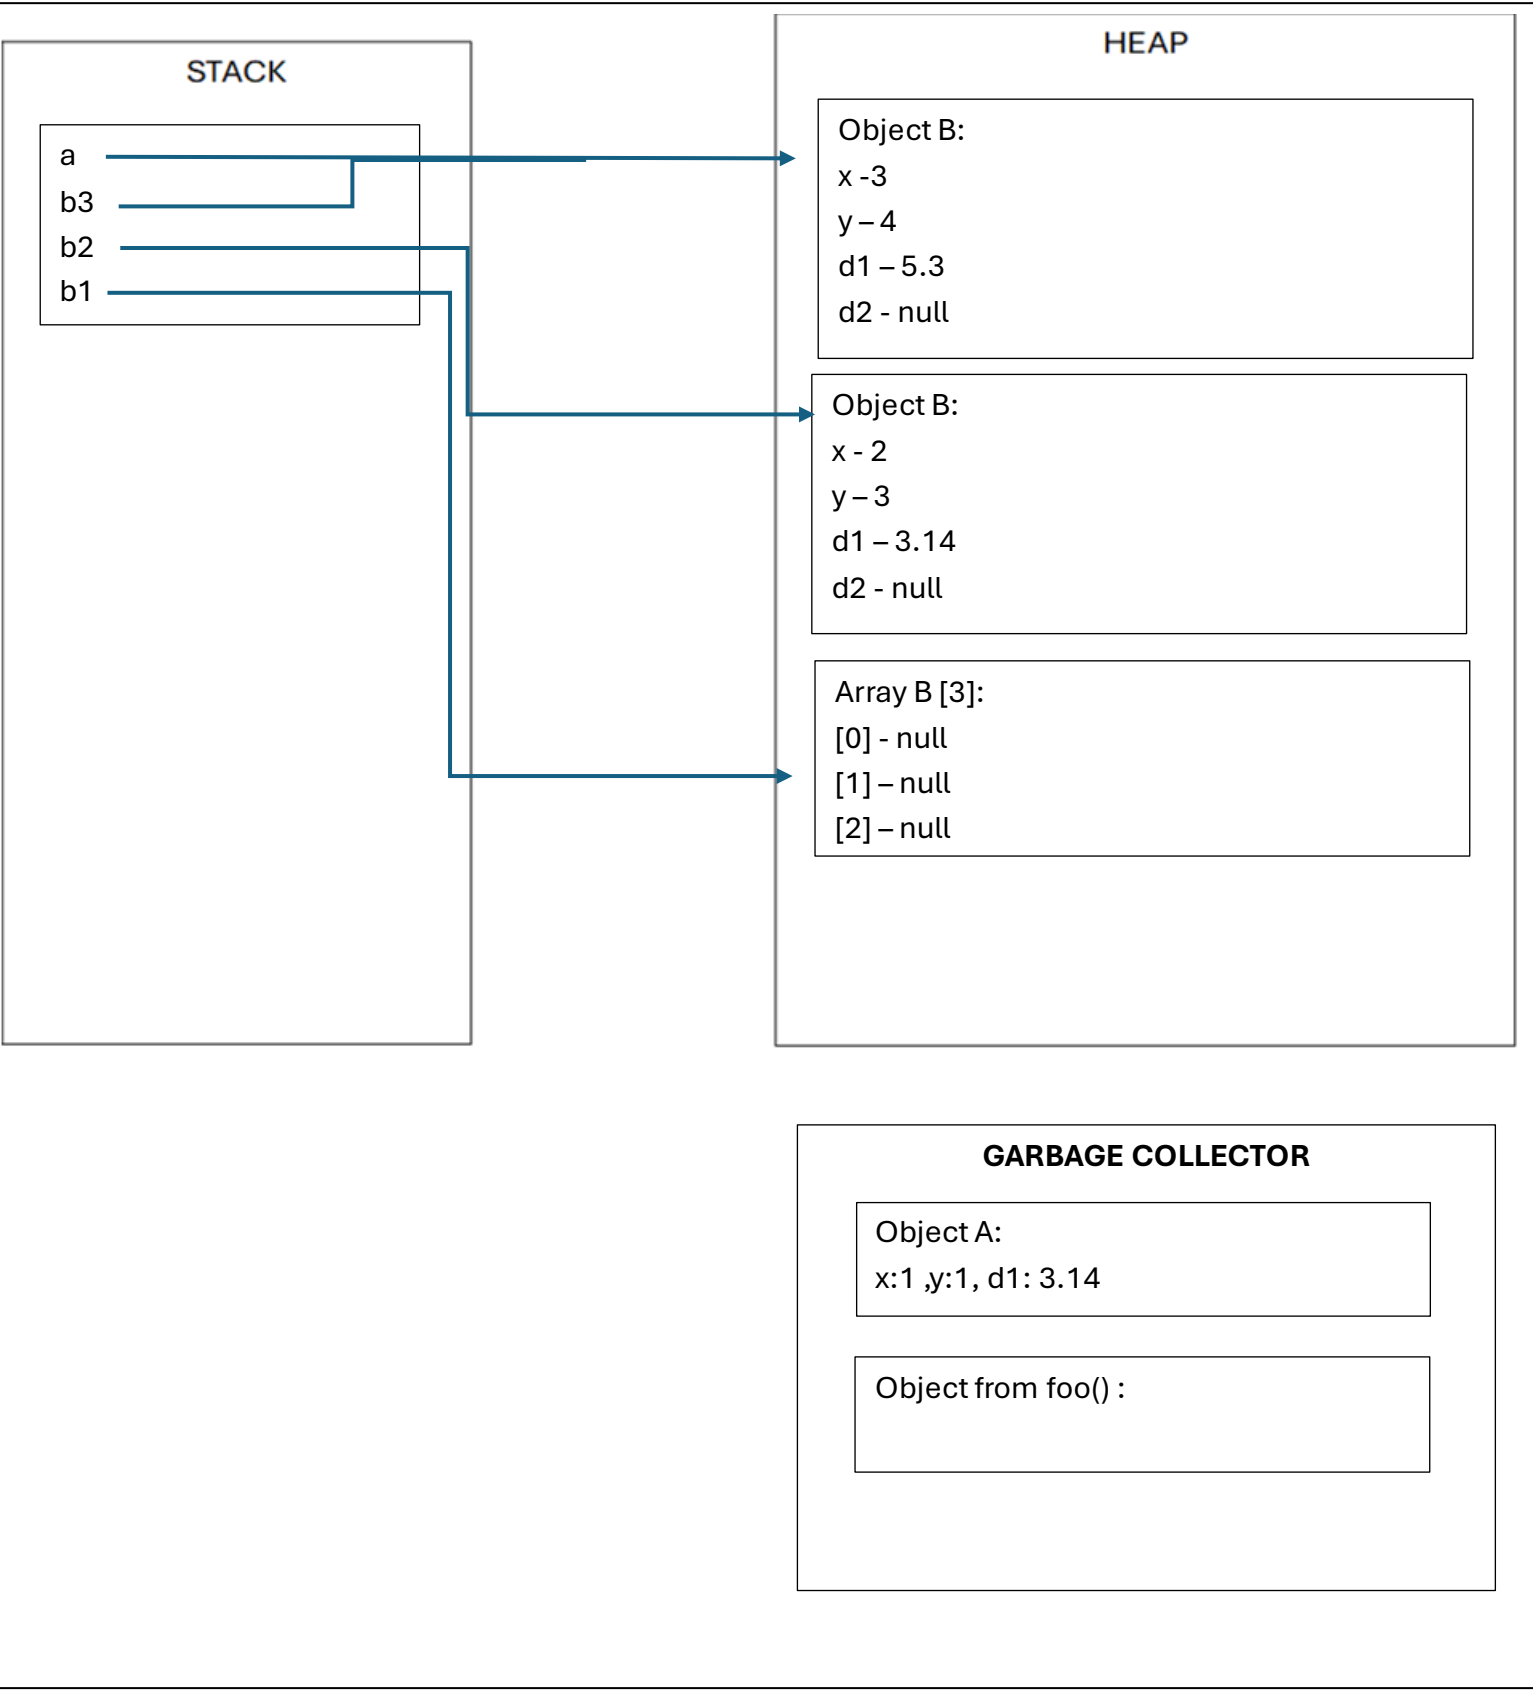 STACK
a
b3
b2
b1
HEAP
Object B:
x -3
y – 4
d1 – 5.3
d2 - null
Object B:
x - 2
y – 3
d1 – 3.14
d2 - null
Array B [3]:
[0] - null
[1] – null
[2] – null
GARBAGE COLLECTOR
Object A:
x:1 ,y:1, d1: 3.14
Object from foo() :